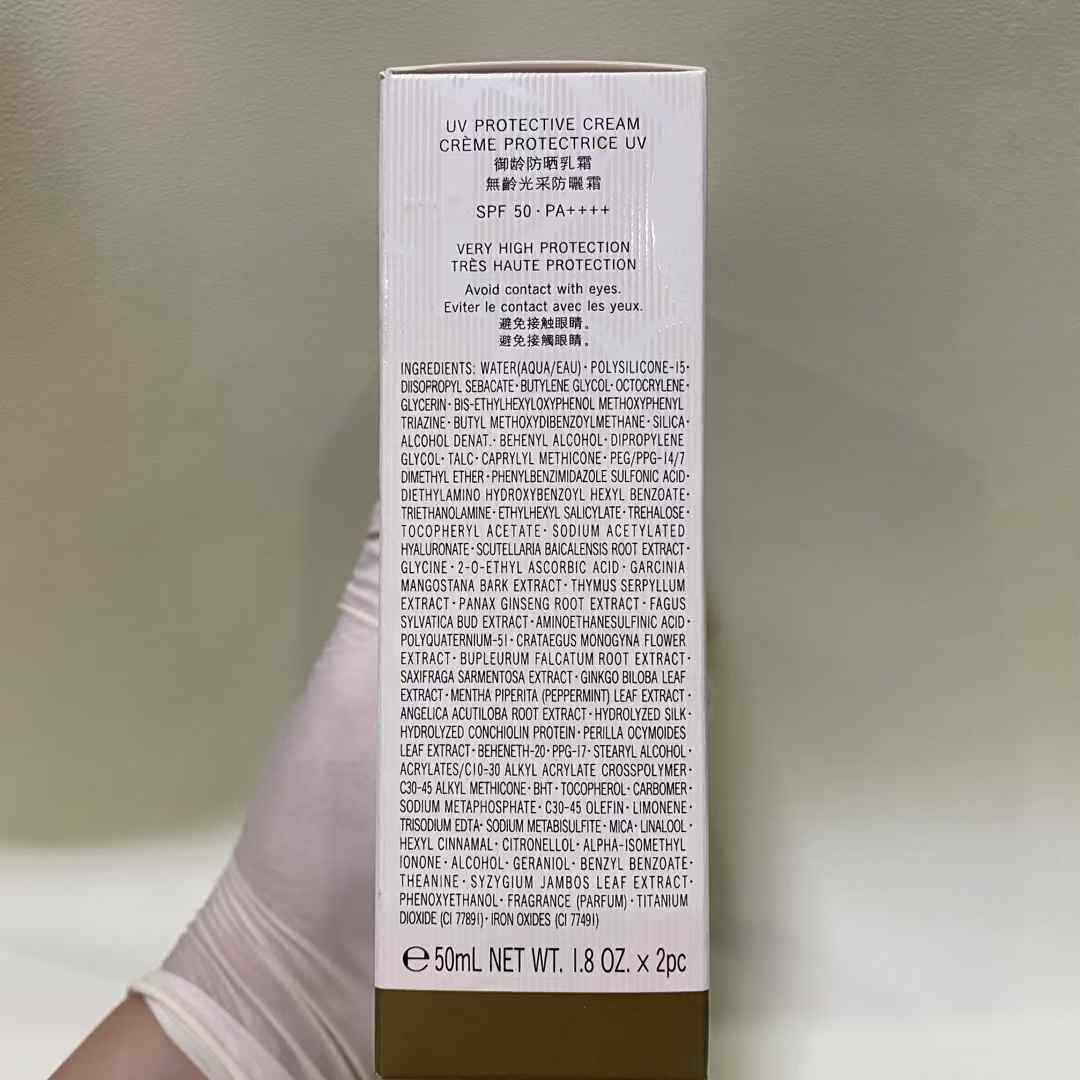 UV PROTECTIVE CREAM
CRÈME PROTECTRICE UV
御龄防晒乳霜
無齡光采防曬霜
SPF 50・PA++++
VERY HIGH PROTECTION
TRÈS HAUTE PROTECTION
Avoid contact with eyes.
Eviter le contact avec les yeux.
避免接触眼睛。
避免接觸眼睛。
INGREDIENTS: WATER(AQUA/EAU)・POLYSILICONE-15・
DIISOPROPYL SEBACATE・BUTYLENE GLYCOL・OCTOCRYLENE・
GLYCERIN・BIS-ETHYLHEXYLOXYPHENOL METHOXYPHENYL
TRIAZINE・BUTYL METHOXYDIBENZOYLMETHANE・SILICA・
ALCOHOL DENAT.・BEHENYL ALCOHOL・DIPROPYLENE
GLYCOL・TALC・CAPRYLYL METHICONE・PEG/PPG-14/7
DIMETHYL ETHER・PHENYLBENZIMIDAZOLE SULFONIC ACID・
DIETHYLAMINO HYDROXYBENZOYL HEXYL BENZOATE・
TRIETHANOLAMINE・ETHYLHEXYL SALICYLATE・TREHALOSE・
TOCOPHERYL ACETATE・SODIUM ACETYLATED
HYALURONATE・SCUTELLARIA BAICALENSIS ROOT EXTRACT・
GLYCINE・2-O-ETHYL ASCORBIC ACID・GARCINIA
MANGOSTANA BARK EXTRACT・THYMUS SERPYLLUM
EXTRACT・PANAX GINSENG ROOT EXTRACT・FAGUS
SYLVATICA BUD EXTRACT・AMINOETHANESULFINIC ACID・
POLYQUATERNIUM-51・CRATAEGUS MONOGYNA FLOWER
EXTRACT・BUPLEURUM FALCATUM ROOT EXTRACT・
SAXIFRAGA SARMENTOSA EXTRACT・GINKGO BILOBA LEAF
EXTRACT・MENTHA PIPERITA (PEPPERMINT) LEAF EXTRACT・
ANGELICA ACUTILOBA ROOT EXTRACT・HYDROLYZED SILK・
HYDROLYZED CONCHIOLIN PROTEIN・PERILLA OCYMOIDES
LEAF EXTRACT・BEHENETH-20・PPG-17・STEARYL ALCOHOL・
ACRYLATES/C10-30 ALKYL ACRYLATE CROSSPOLYMER・
C30-45 ALKYL METHICONE・BHT・TOCOPHEROL・CARBOMER・
SODIUM METAPHOSPHATE・C30-45 OLEFIN・LIMONENE・
TRISODIUM EDTA・SODIUM METABISULFITE・MICA・LINALOOL・
HEXYL CINNAMAL・CITRONELLOL・ALPHA-ISOMETHYL
IONONE・ALCOHOL・GERANIOL・BENZYL BENZOATE・
THEANINE・SYZYGIUM JAMBOS LEAF EXTRACT・
PHENOXYETHANOL・FRAGRANCE (PARFUM)・TITANIUM
DIOXIDE (CI 77891)・IRON OXIDES (CI 77491)
℮ 50mL NET WT. 1.8 OZ. x 2pc